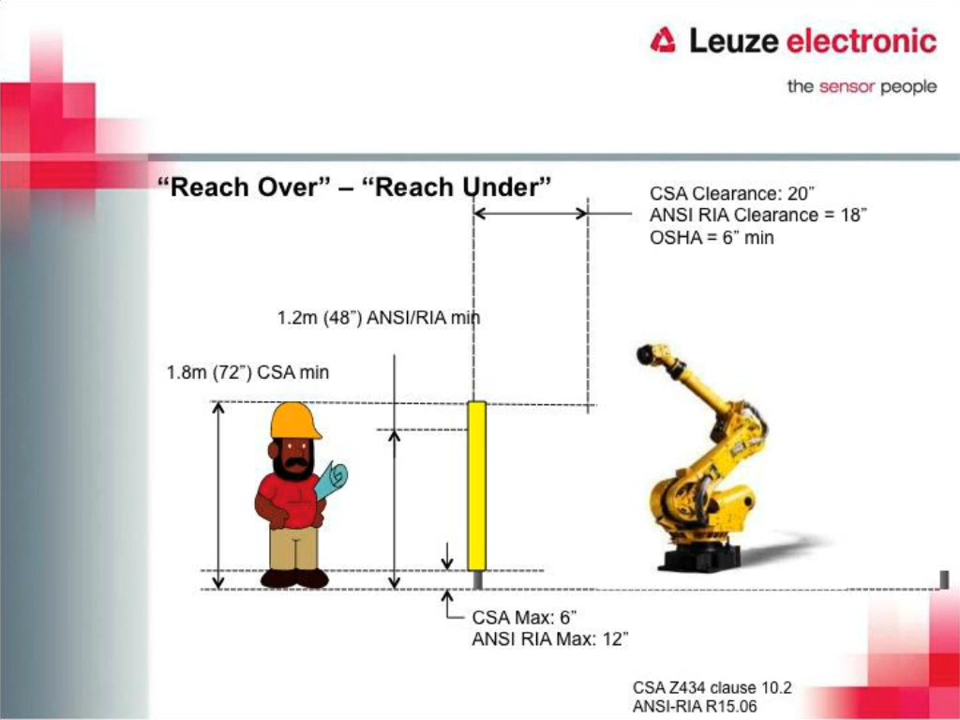 Leuze electronic
the sensor people
“Reach Over” – “Reach Under”
CSA Clearance: 20”
ANSI RIA Clearance = 18”
OSHA = 6” min
1.2m (48”) ANSI/RIA min
1.8m (72”) CSA min
CSA Max: 6”
ANSI RIA Max: 12”
CSA Z434 clause 10.2
ANSI-RIA R15.06